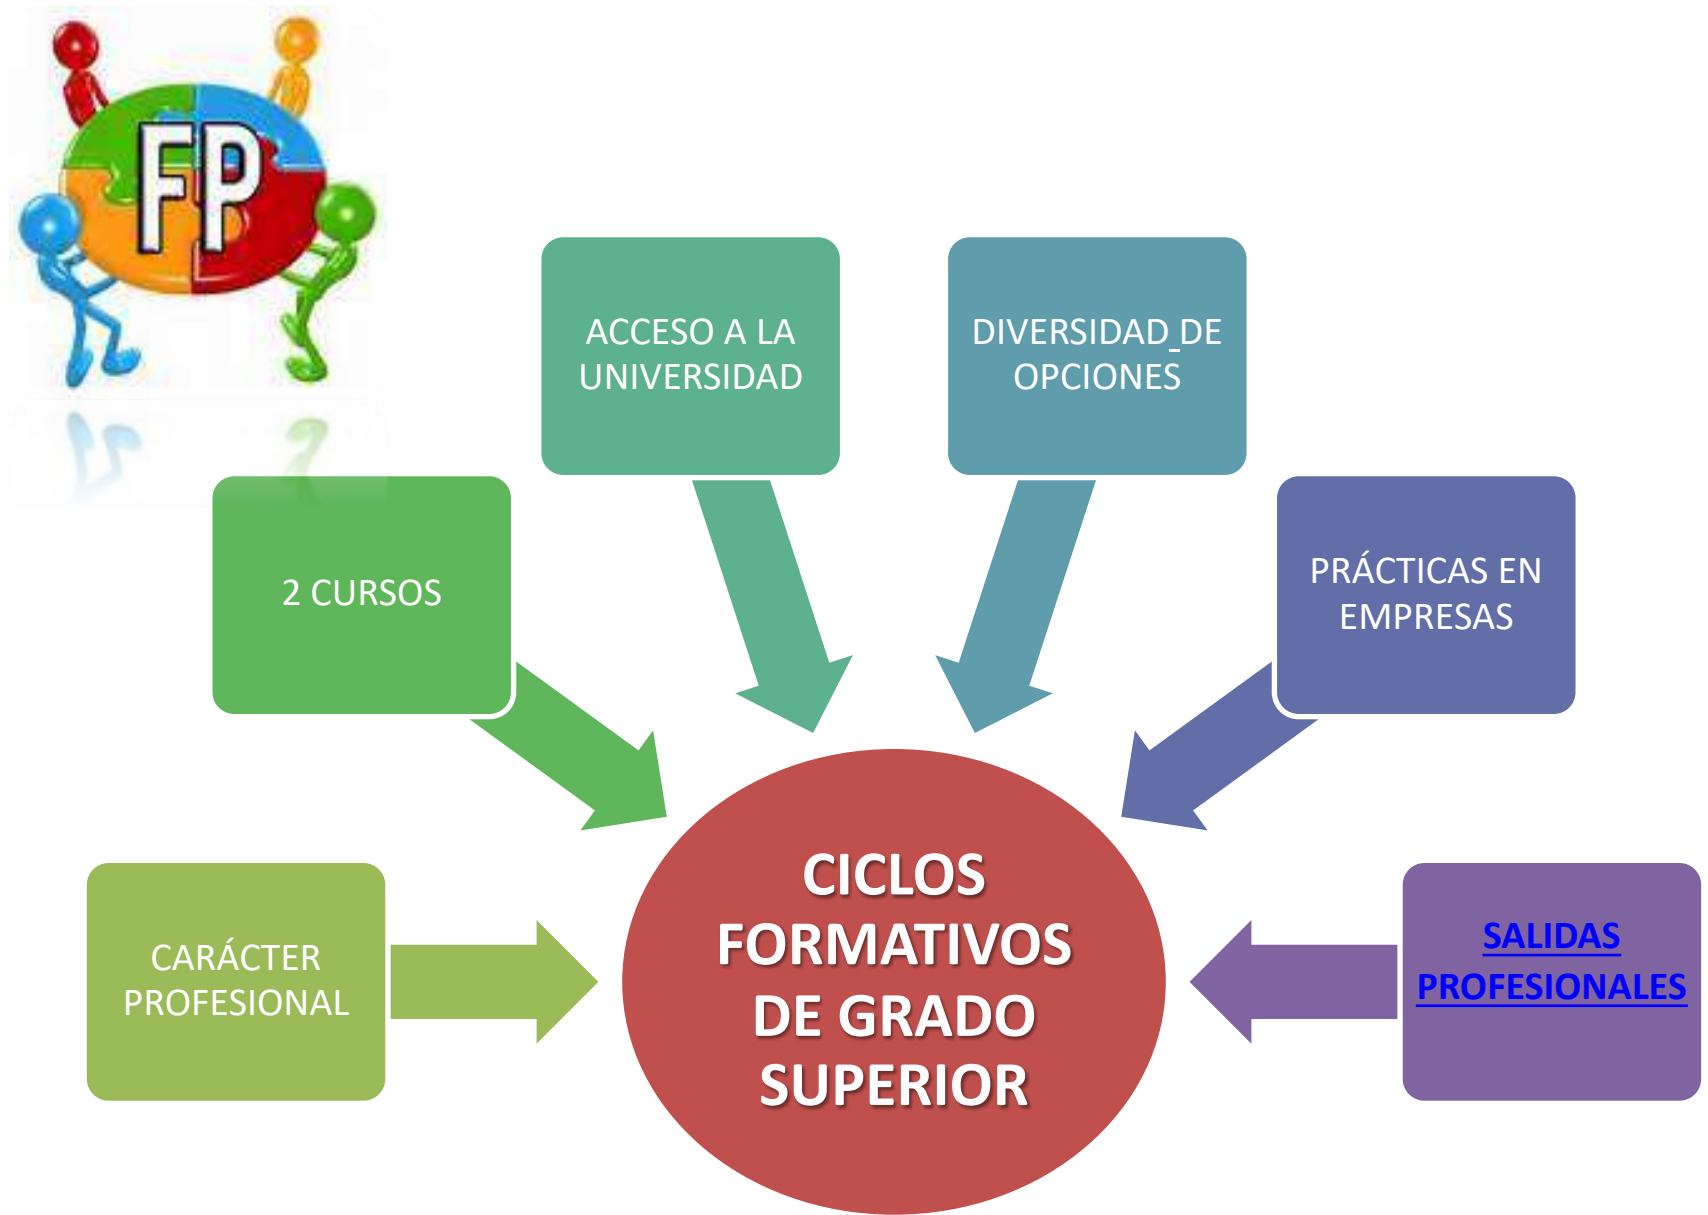 FP
ACCESO A LA
UNIVERSIDAD
DIVERSIDAD DE
OPCIONES
2 CURSOS
PRÁCTICAS EN
EMPRESAS
CARÁCTER
PROFESIONAL
CICLOS
FORMATIVOS
DE GRADO
SUPERIOR
SALIDAS
PROFESIONALES